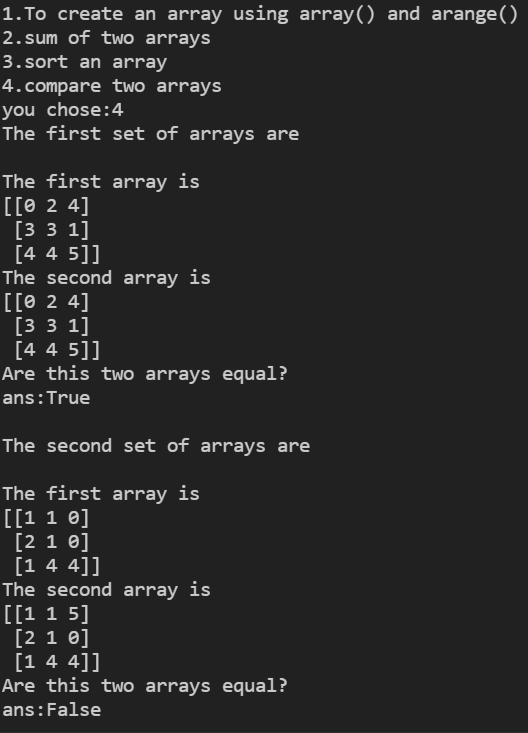 1.To create an array using array() and arange()
2.sum of two arrays
3.sort an array
4.compare two arrays
you chose:4
The first set of arrays are
The first array is
[[0 2 4]
[3 3 1]
[4 4 5]]
The second array is
[[0 2 4]
[3 3 1]
[4 4 5]]
Are this two arrays equal?
ans:True
The second set of arrays are
The first array is
[[1 1 0]
[2 1 0]
[1 4 4]]
The second array is
[[1 1 5]
[2 1 0]
[1 4 4]]
Are this two arrays equal?
ans:False